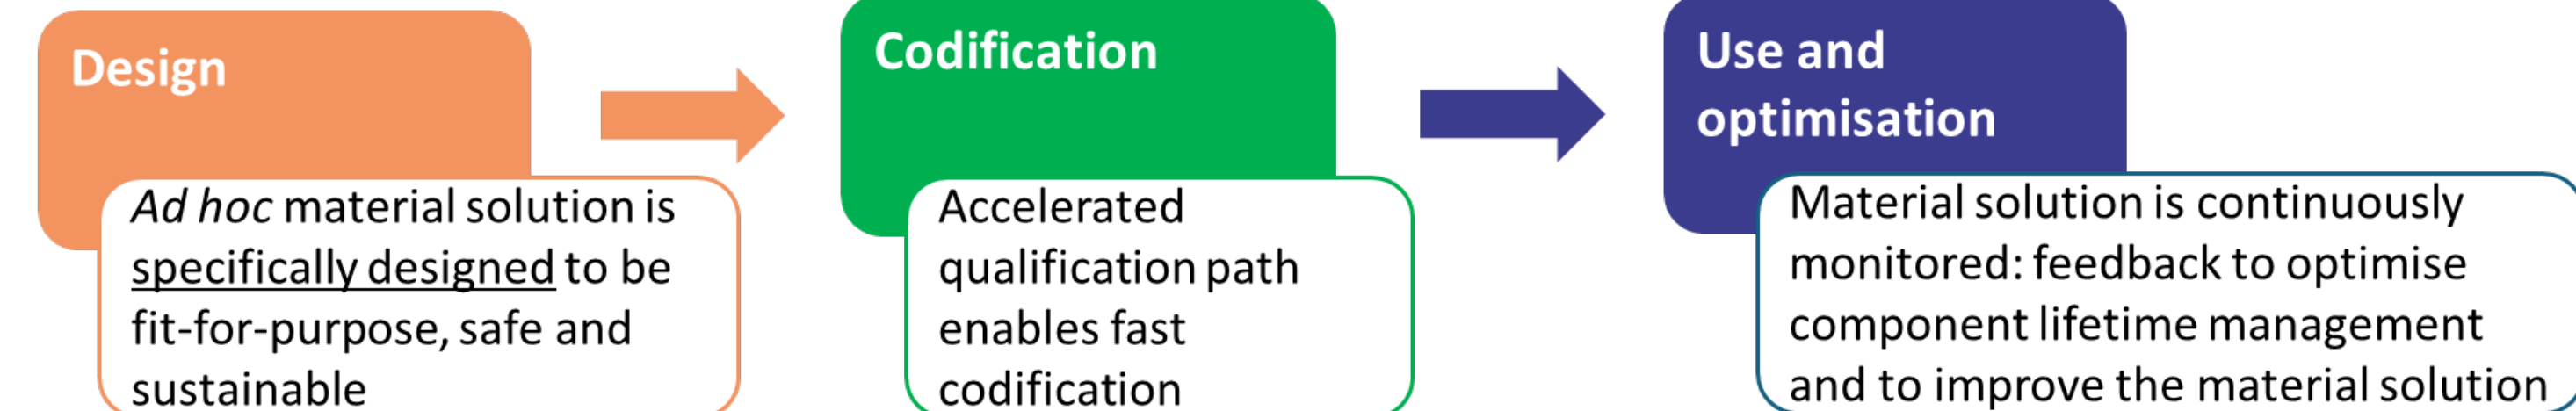 Design
Ad hoc material solution is
specifically designed to be
fit-for-purpose, safe and
sustainable
Codification
Accelerated
qualification path
enables fast
codification
Use and
optimisation
Material solution is continuously
monitored: feedback to optimise
component lifetime management
and to improve the material solution